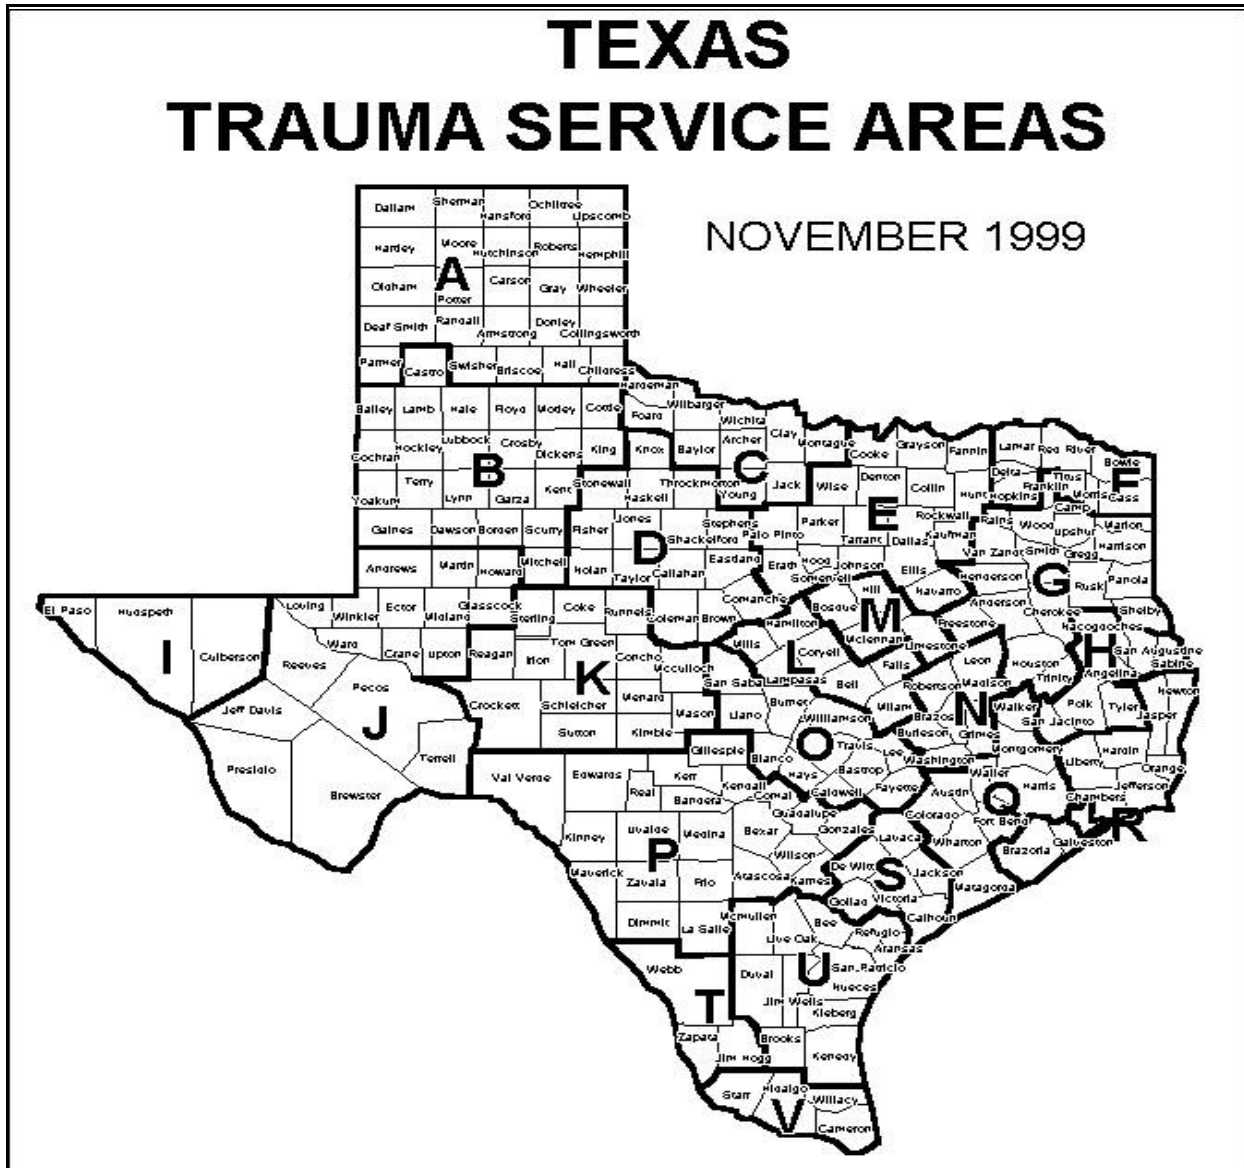 TEXAS
TRAUMA SERVICE AREAS
NOVEMBER 1999
Dallam Sherman Hansford Ochiltree Lipscomb
Hartley Moore Hutchinson Roberts Hemphill
A
Oldham Potter Carson Gray Wheeler
Deaf Smith Randall Armstrong Donley Collingsworth
Parmer Castro Swisher Briscoe Hall Childress
Hardeman
Bailey Lamb Hale Floyd Motley Cottle Foard Wilbarger Wichita Clay Montague Cooke Grayson Fannin Lamar Red River Bowie
Cochran Hockley Lubbock Crosby Dickens King Knox Baylor Archer Delta Titus Franklin Morris Cass
B C E F
Yoakum Terry Lynn Garza Kent Stonewall Haskell Throckmorton Young Jack Wise Denton Collin Hunt Hopkins Camp
Gaines Dawson Borden Scurry Fisher Jones Shackelford Stephens Palo Pinto Parker Tarrant Dallas Rockwall Kaufman Rains Wood Upshur Marion
D G
Van Zandt Smith Gregg Harrison
Andrews Martin Howard Mitchell Nolan Taylor Callahan Eastland Erath Hood Somervell Johnson Ellis Navarro Henderson Rusk Panola
El Paso Hudspeth Culberson Loving Winkler Ector Midland Glasscock Sterling Coke Runnels Coleman Brown Comanche Hamilton Bosque Hill Freestone Anderson Cherokee Shelby
I M H
Nacogdoches San Augustine Sabine Angelina
Reeves Ward Crane Upton Reagan Irion Tom Green Concho McCulloch San Saba Mills Lampasas Coryell McLennan Limestone Falls Leon Houston Trinity
K L
Jeff Davis Pecos Crockett Schleicher Menard Mason Llano Burnet Bell Milam Robertson Madison Walker San Jacinto Polk Tyler Jasper Newton
J N
Sutton Kimble Williamson Brazos Burleson Grimes Montgomery Liberty Hardin Orange
O
Presidio Brewster Terrell Val Verde Edwards Gillespie Blanco Travis Lee Washington Waller Harris Chambers Jefferson
Kerr Real Bandera Kendall Comal Hays Bastrop Caldwell Fayette Austin
Q R
Kinney Uvalde Medina Bexar Guadalupe Gonzales Lavaca Colorado Fort Bend Wharton Brazoria Galveston
P S
Maverick Zavala Frio Atascosa Wilson Karnes De Witt Jackson Matagorda
Goliad Victoria Calhoun
Dimmit La Salle McMullen Live Oak Bee Refugio Aransas
U
Webb Duval San Patricio Nueces
T
Jim Wells Kleberg
Zapata Jim Hogg Brooks Kenedy
Starr Hidalgo Willacy
V
Cameron